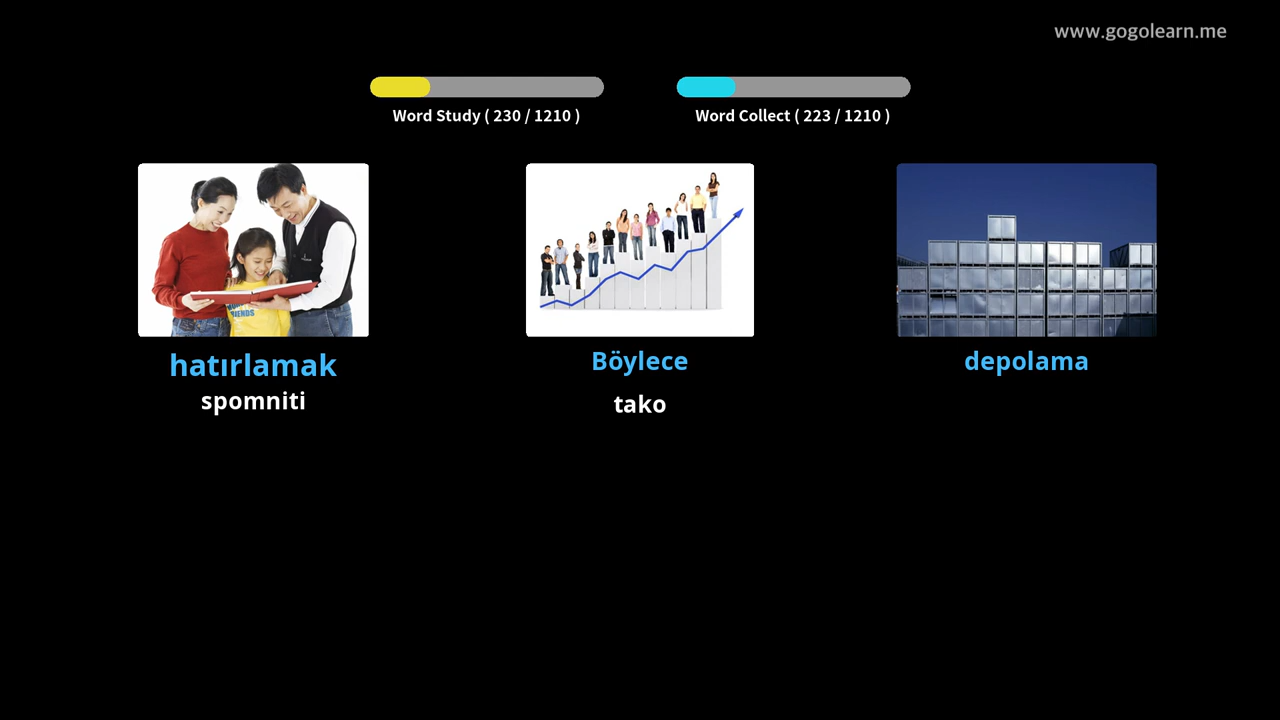 www.gogolearn.me
Word Study ( 230 / 1210 )
Word Collect ( 223 / 1210 )
hatırlamak
spomniti
Böylece
tako
depolama